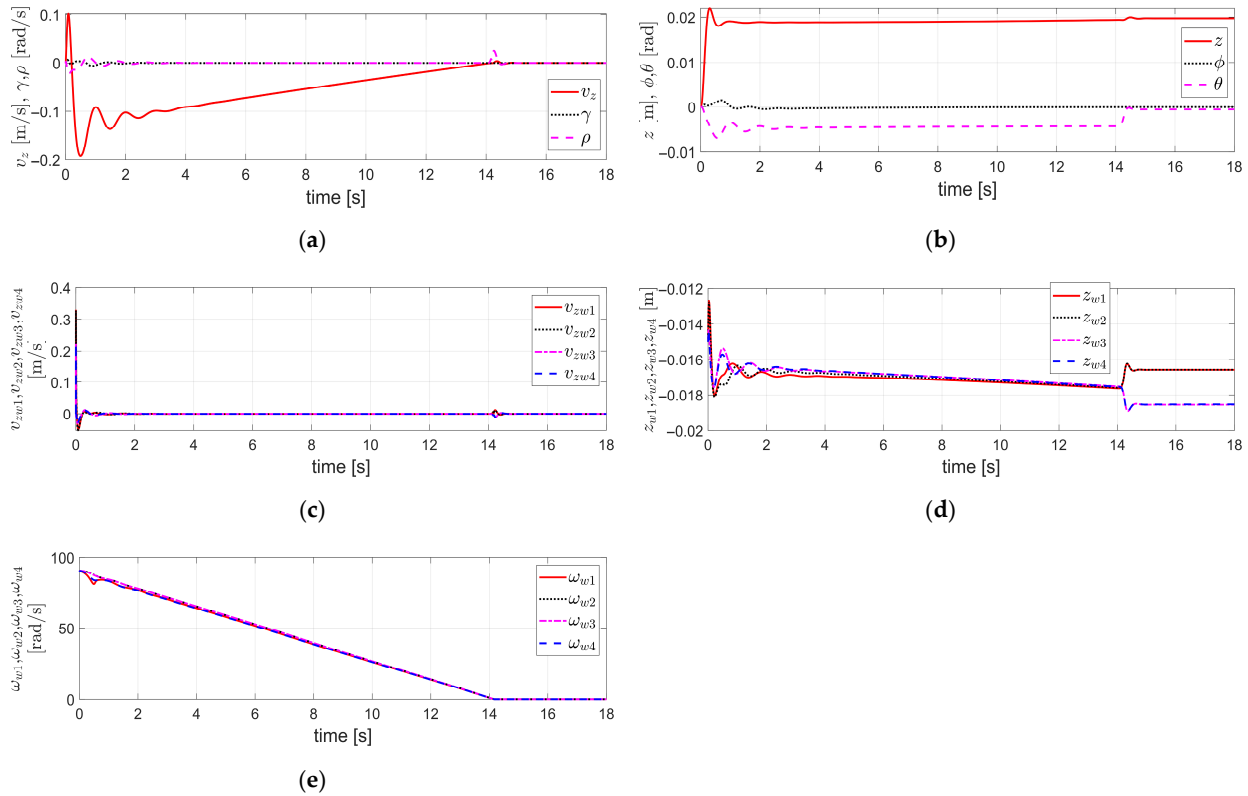 v_z [m/s], γ,ρ [rad/s]
0.1
0
−0.1
−0.2
v_z
γ
ρ
0 2 4 6 8 10 12 14 16 18
time [s]
(a)
z [m], ϕ,θ [rad]
0.02
0.01
0
−0.01
z
ϕ
θ
0 2 4 6 8 10 12 14 16 18
time [s]
(b)
v_zw1,v_zw2,v_zw3,v_zw4
[m/s]
0.4
0.3
0.2
0.1
0
v_zw1
v_zw2
v_zw3
v_zw4
0 2 4 6 8 10 12 14 16 18
time [s]
(c)
z_w1,z_w2,z_w3,z_w4 [m]
−0.012
−0.014
−0.016
−0.018
−0.02
z_w1
z_w2
z_w3
z_w4
0 2 4 6 8 10 12 14 16 18
time [s]
(d)
ω_w1,ω_w2,ω_w3,ω_w4
[rad/s]
100
50
0
ω_w1
ω_w2
ω_w3
ω_w4
0 2 4 6 8 10 12 14 16 18
time [s]
(e)